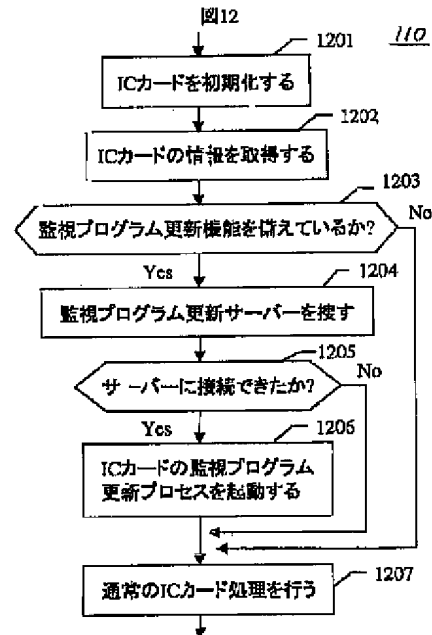 図12
110
1201
ICカードを初期化する
1202
ICカードの情報を取得する
1203
監視プログラム更新機能を備えているか?
No
Yes
1204
監視プログラム更新サーバーを接す
1205
サーバーに接続できたか?
No
Yes
1206
ICカードの監視プログラム
更新プロセスを起動する
通常のICカード処理を行う
1207